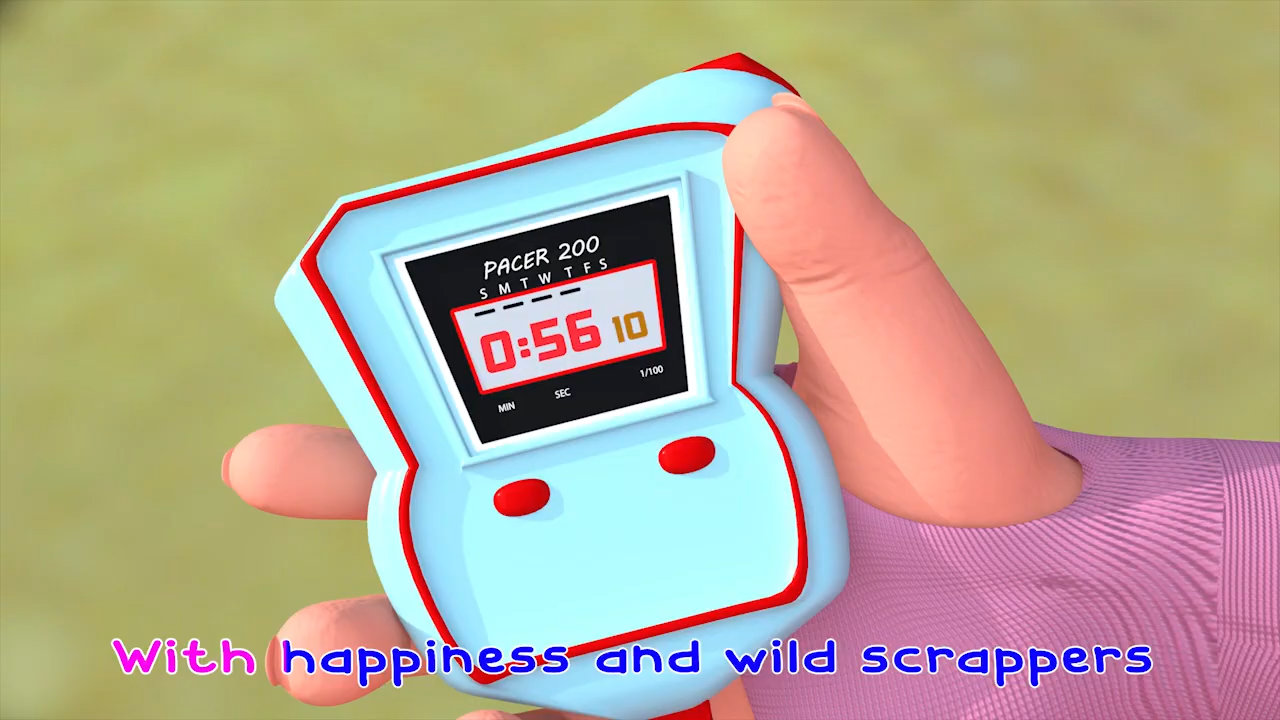 PACER 200
S M T W T F S
0:56 10
MIN SEC 1/100
With happiness and wild scrappers